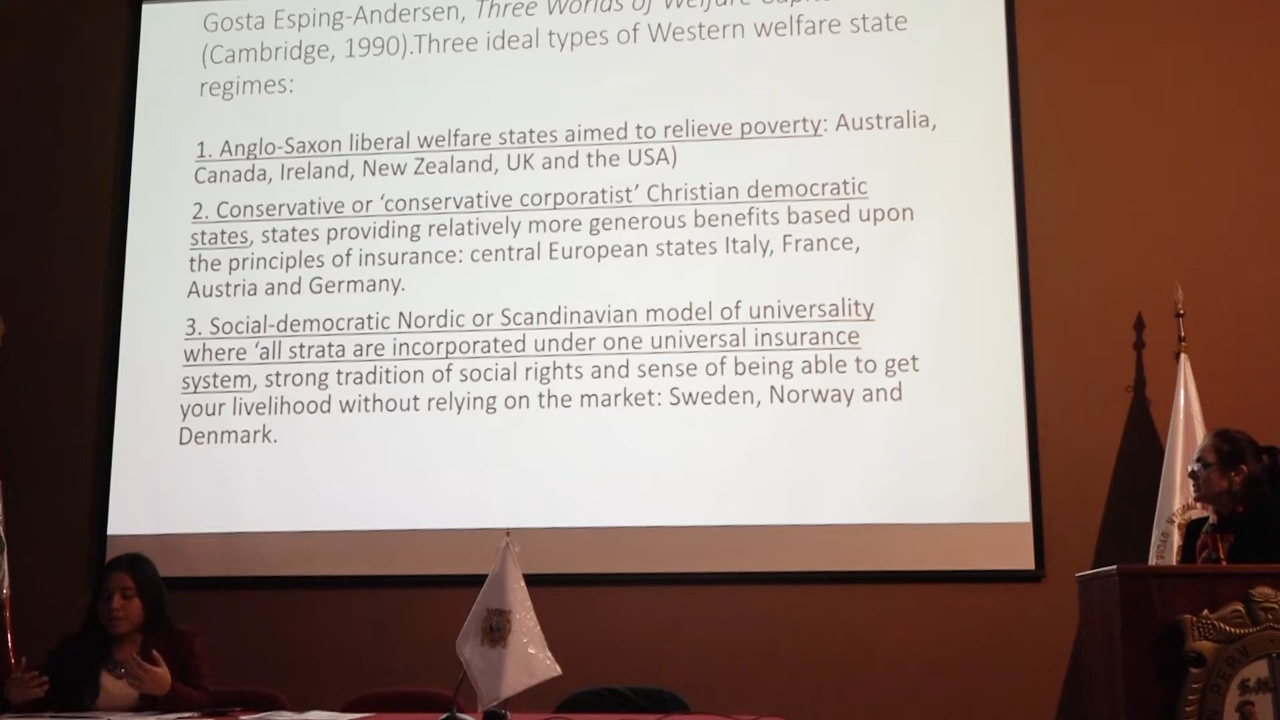 Gosta Esping-Andersen, Three Worlds of Welfare
(Cambridge, 1990).Three ideal types of Western welfare state
regimes:
1. Anglo-Saxon liberal welfare states aimed to relieve poverty: Australia,
Canada, Ireland, New Zealand, UK and the USA)
2. Conservative or ‘conservative corporatist’ Christian democratic
states, states providing relatively more generous benefits based upon
the principles of insurance: central European states Italy, France,
Austria and Germany.
3. Social-democratic Nordic or Scandinavian model of universality
where ‘all strata are incorporated under one universal insurance
system, strong tradition of social rights and sense of being able to get
your livelihood without relying on the market: Sweden, Norway and
Denmark.
PERV